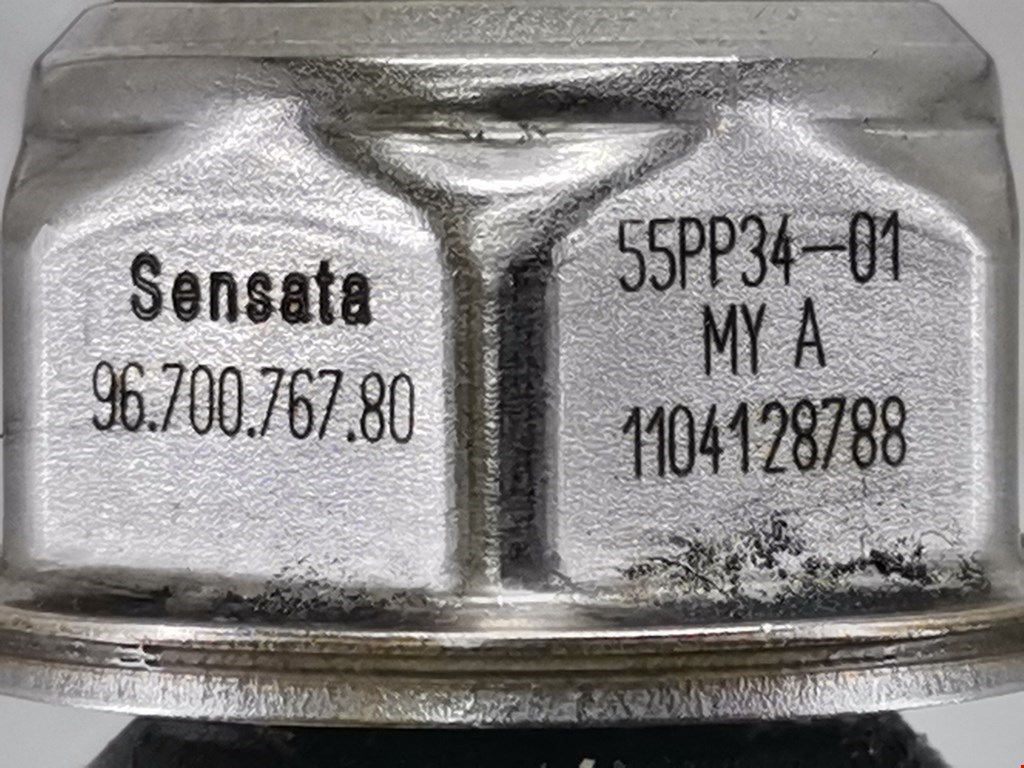 Sensata
96.700.767.80
55PP34-01
MY A
1104128788